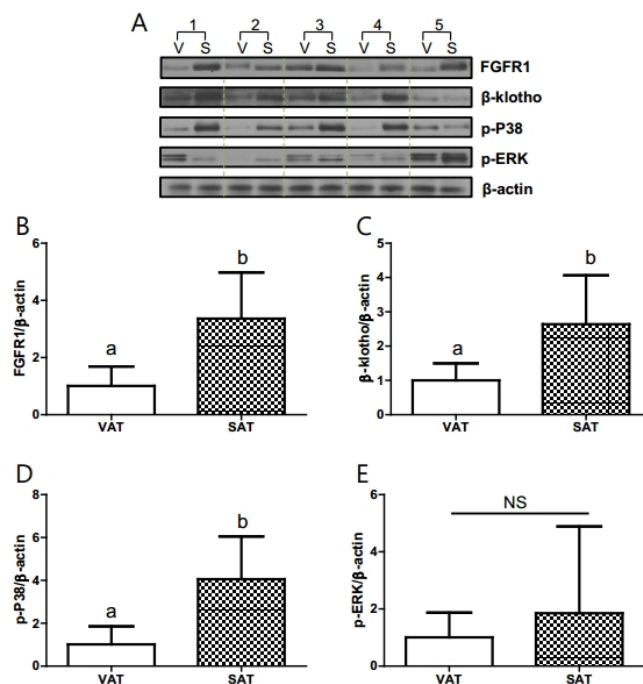 A
1 2 3 4 5
V S V S V S V S V S
FGFR1
β-klotho
p-P38
p-ERK
β-actin
B
6
4
2
0
FGFR1/β-actin
a
b
VAT SAT
C
5
4
3
2
1
0
β-klotho/β-actin
a
b
VAT SAT
D
8
6
4
2
0
p-P38/β-actin
a
b
VAT SAT
E
6
4
2
0
p-ERK/β-actin
NS
VAT SAT